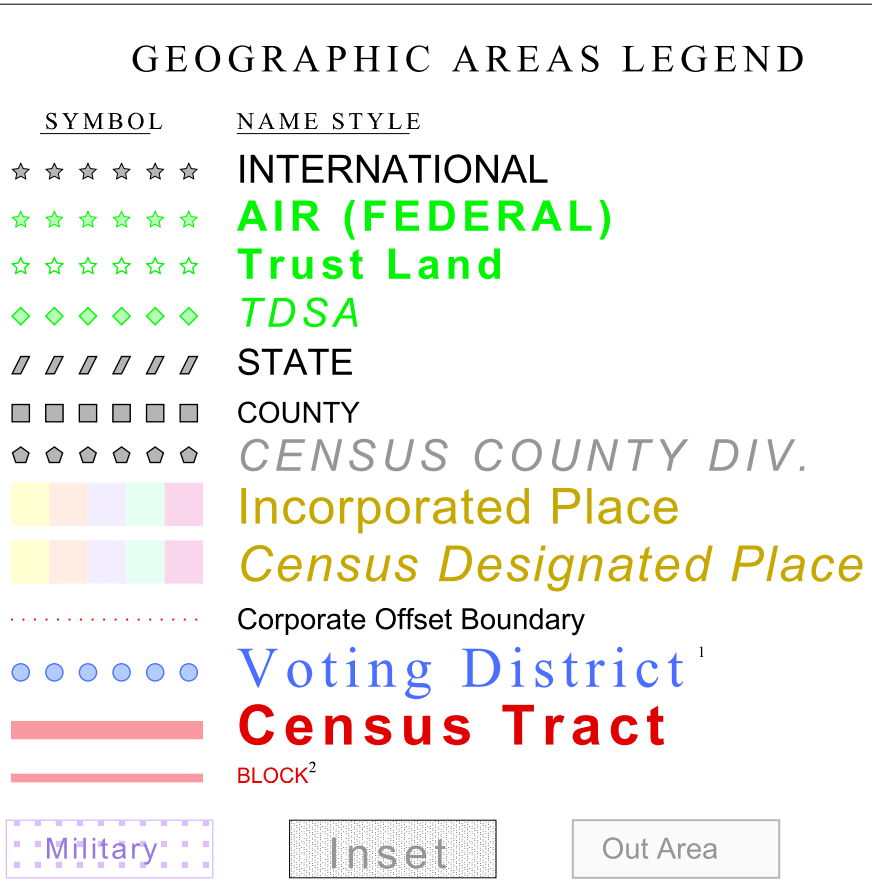 GEOGRAPHIC AREAS LEGEND
SYMBOL NAME STYLE
INTERNATIONAL
AIR (FEDERAL)
Trust Land
TDSA
STATE
COUNTY
CENSUS COUNTY DIV.
Incorporated Place
Census Designated Place
Corporate Offset Boundary
Voting District ¹
Census Tract
BLOCK²
Military Inset Out Area